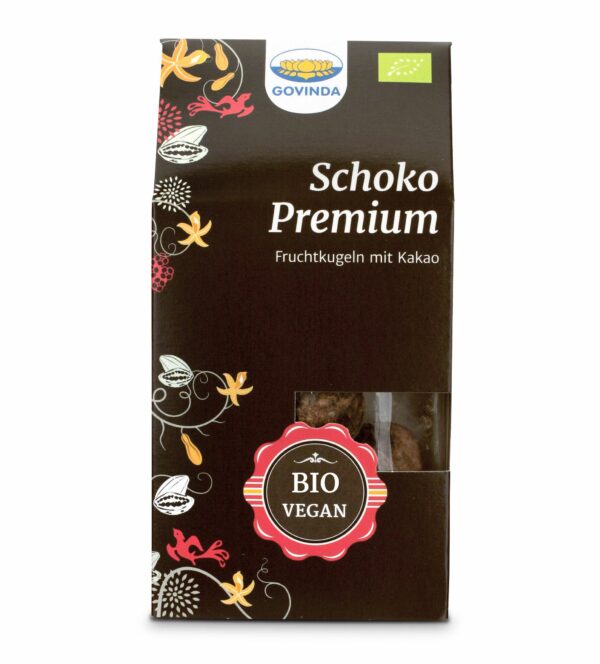 GOVINDA
Schoko
Premium
Fruchtkugeln mit Kakao
BIO
VEGAN